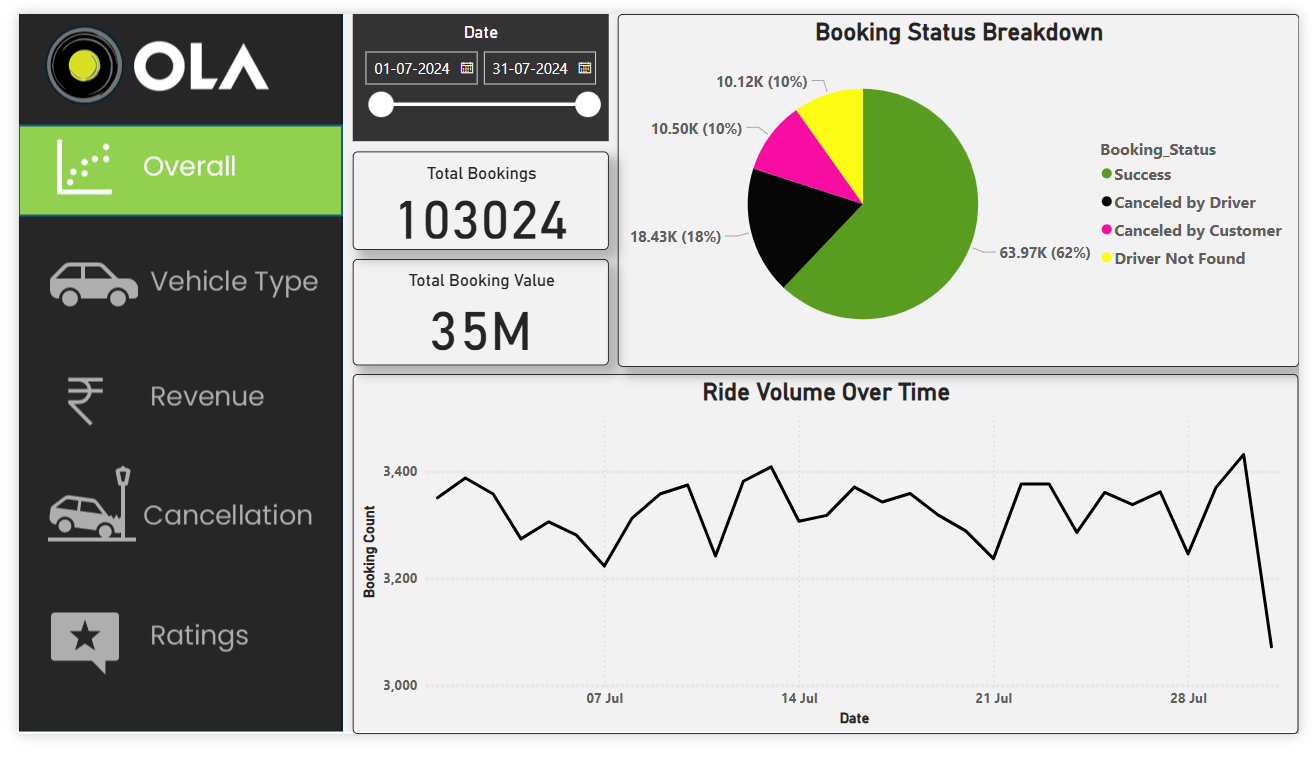 OLA
Overall
Vehicle Type
Revenue
Cancellation
Ratings
Date
01-07-2024 31-07-2024
Total Bookings
103024
Total Booking Value
35M
Booking Status Breakdown
10.12K (10%)
10.50K (10%)
18.43K (18%)
63.97K (62%)
Booking_Status
Success
Canceled by Driver
Canceled by Customer
Driver Not Found
Ride Volume Over Time
Booking Count
3,400
3,200
3,000
07 Jul 14 Jul 21 Jul 28 Jul
Date